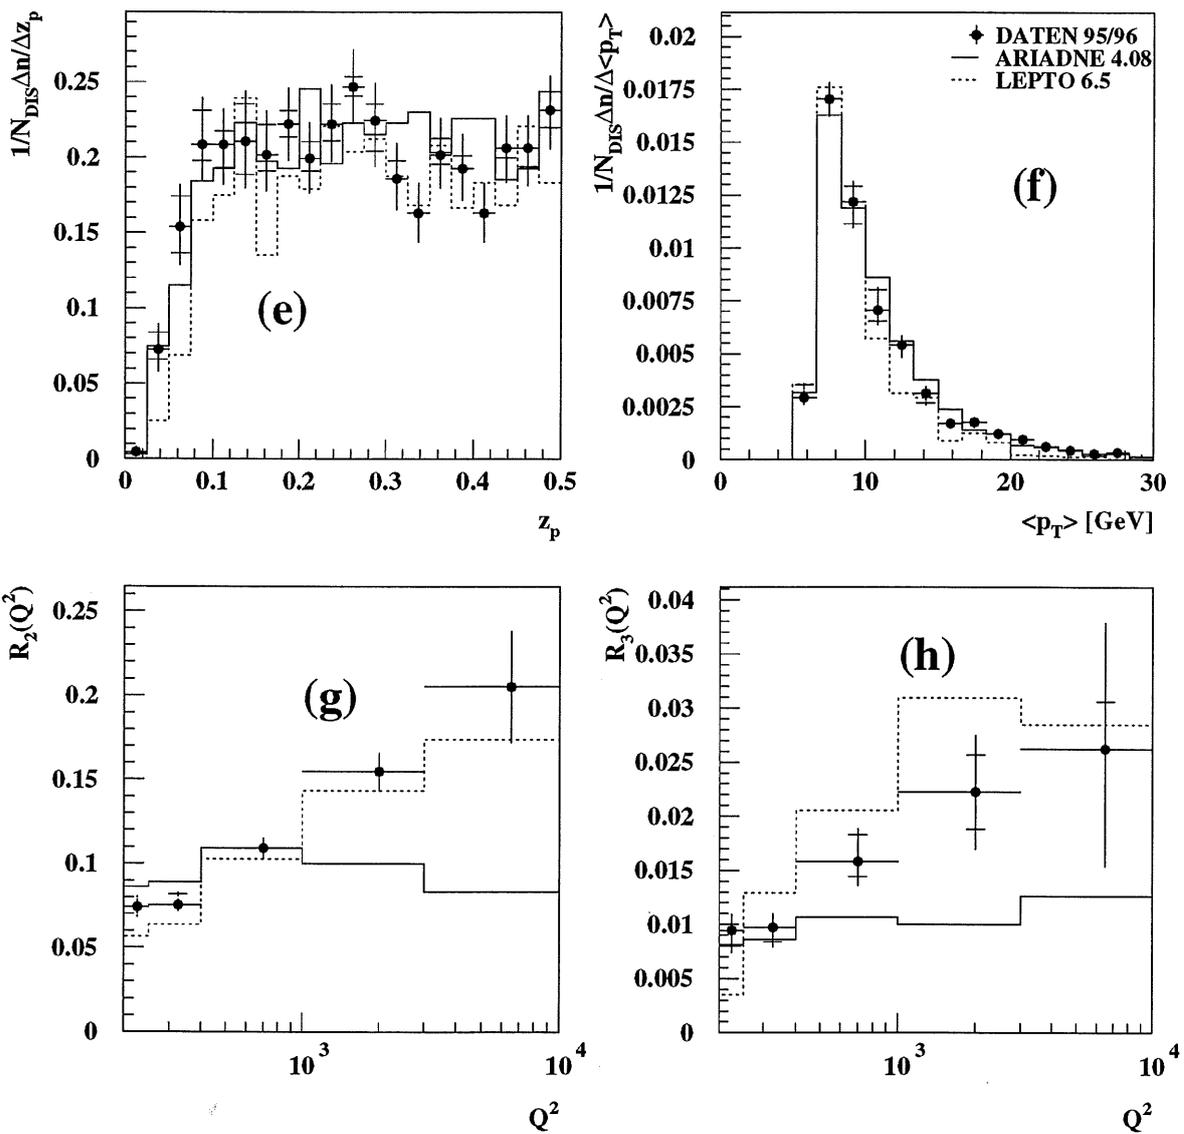 1/N_DIS Δn/Δz_p
0.25
0.2
0.15
0.1
0.05
0
(e)
0 0.1 0.2 0.3 0.4 0.5
z_p
1/N_DIS Δn/Δ<p_T>
0.02
0.0175
0.015
0.0125
0.01
0.0075
0.005
0.0025
0
DATEN 95/96
ARIADNE 4.08
LEPTO 6.5
(f)
0 10 20 30
<p_T> [GeV]
R_2(Q^2)
0.25
0.2
0.15
0.1
0.05
0
(g)
10^3 10^4
Q^2
R_3(Q^2)
0.04
0.035
0.03
0.025
0.02
0.015
0.01
0.005
0
(h)
10^3 10^4
Q^2